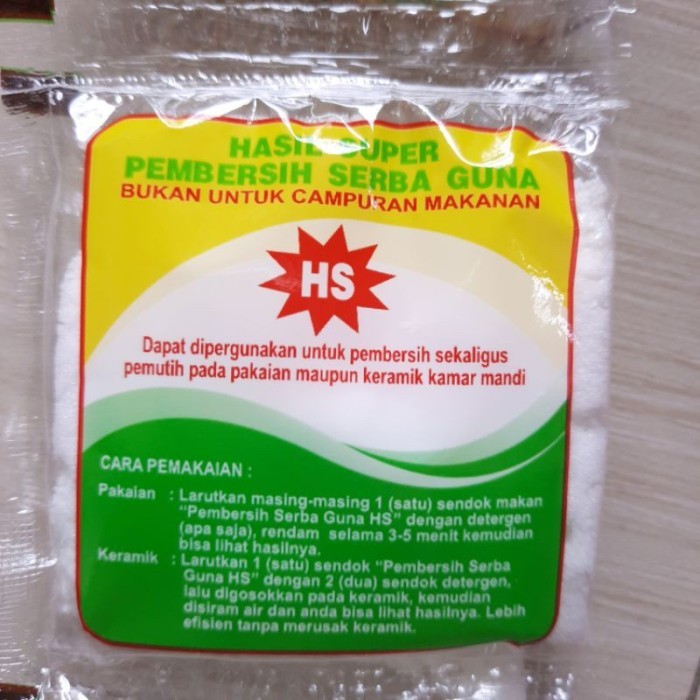 HASIL SUPER
PEMBERSIH SERBA GUNA
BUKAN UNTUK CAMPURAN MAKANAN
HS
Dapat dipergunakan untuk pembersih sekaligus
pemutih pada pakaian maupun keramik kamar mandi
CARA PEMAKAIAN :
Pakaian : Larutkan masing-masing 1 (satu) sendok makan
"Pembersih Serba Guna HS" dengan detergen
(apa saja), rendam selama 3-5 menit kemudian
bisa lihat hasilnya.
Keramik : Larutkan 1 (satu) sendok "Pembersih Serba
Guna HS" dengan 2 (dua) sendok detergen,
lalu digosokkan pada keramik, kemudian
disiram air dan anda bisa lihat hasilnya. Lebih
efisien tanpa merusak keramik.